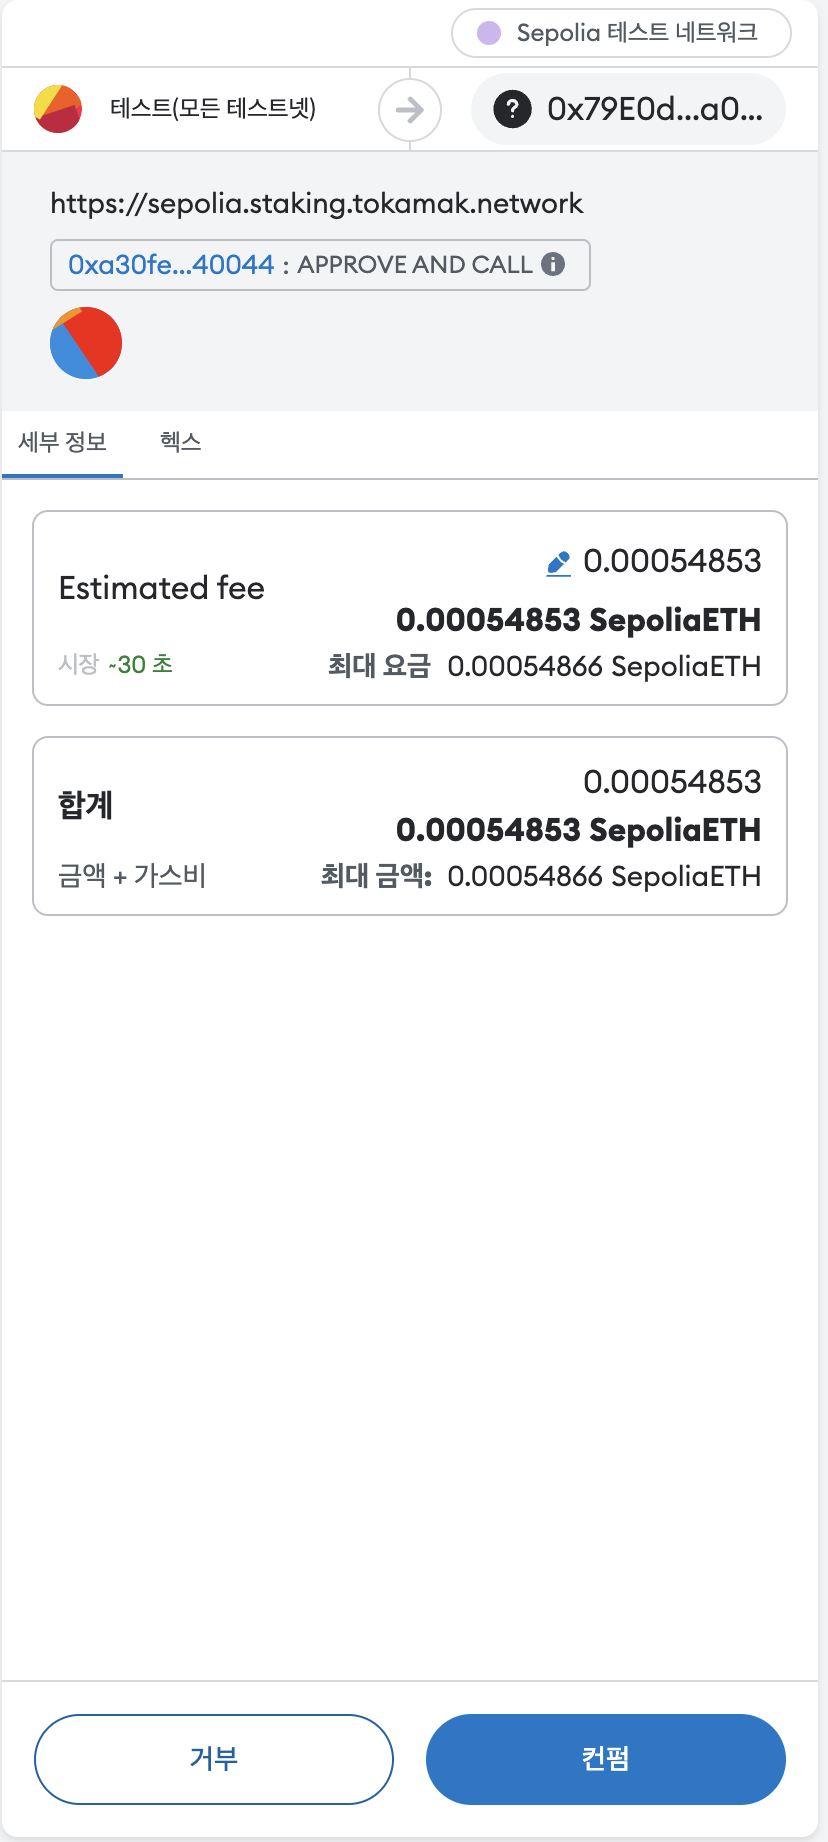 Sepolia 테스트 네트워크
테스트(모든 테스트넷)
? 0x79E0d...a0...
https://sepolia.staking.tokamak.network
0xa30fe...40044 : APPROVE AND CALL
세부 정보 헥스
0.00054853
Estimated fee
0.00054853 SepoliaETH
시장 ~30 초 최대 요금 0.00054866 SepoliaETH
0.00054853
합계
0.00054853 SepoliaETH
금액 + 가스비 최대 금액: 0.00054866 SepoliaETH
거부 컨펌